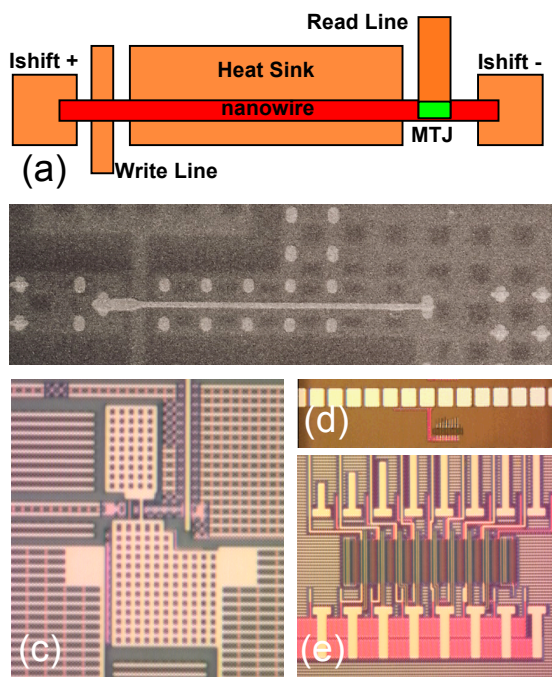 Read Line
Ishift +
Ishift -
Heat Sink
nanowire
MTJ
(a)
Write Line
(d)
(c)
(e)